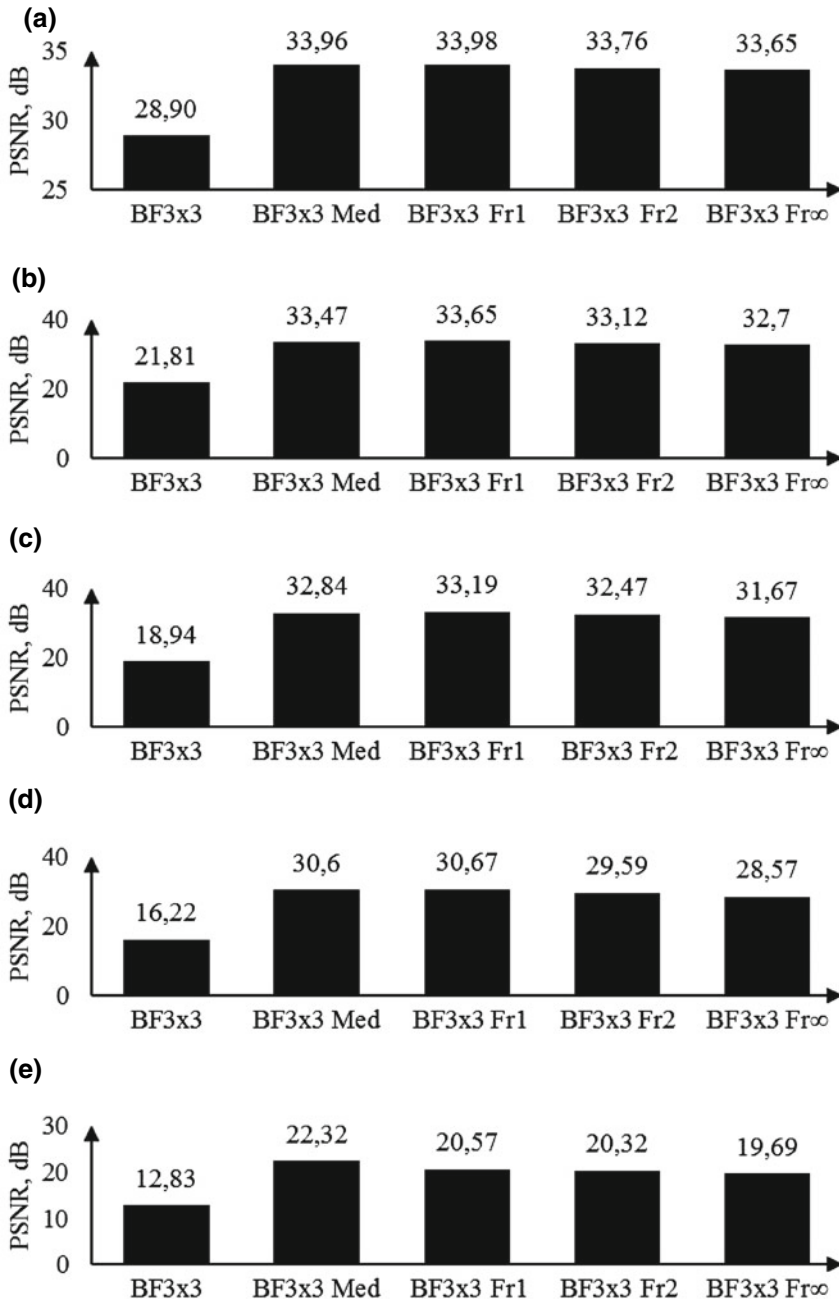 (a)
PSNR, dB
35
30
25
28,90
33,96
33,98
33,76
33,65
BF3x3 BF3x3 Med BF3x3 Fr1 BF3x3 Fr2 BF3x3 Fr∞
(b)
PSNR, dB
40
20
0
21,81
33,47
33,65
33,12
32,7
BF3x3 BF3x3 Med BF3x3 Fr1 BF3x3 Fr2 BF3x3 Fr∞
(c)
PSNR, dB
40
20
0
18,94
32,84
33,19
32,47
31,67
BF3x3 BF3x3 Med BF3x3 Fr1 BF3x3 Fr2 BF3x3 Fr∞
(d)
PSNR, dB
40
20
0
16,22
30,6
30,67
29,59
28,57
BF3x3 BF3x3 Med BF3x3 Fr1 BF3x3 Fr2 BF3x3 Fr∞
(e)
PSNR, dB
30
20
10
0
12,83
22,32
20,57
20,32
19,69
BF3x3 BF3x3 Med BF3x3 Fr1 BF3x3 Fr2 BF3x3 Fr∞